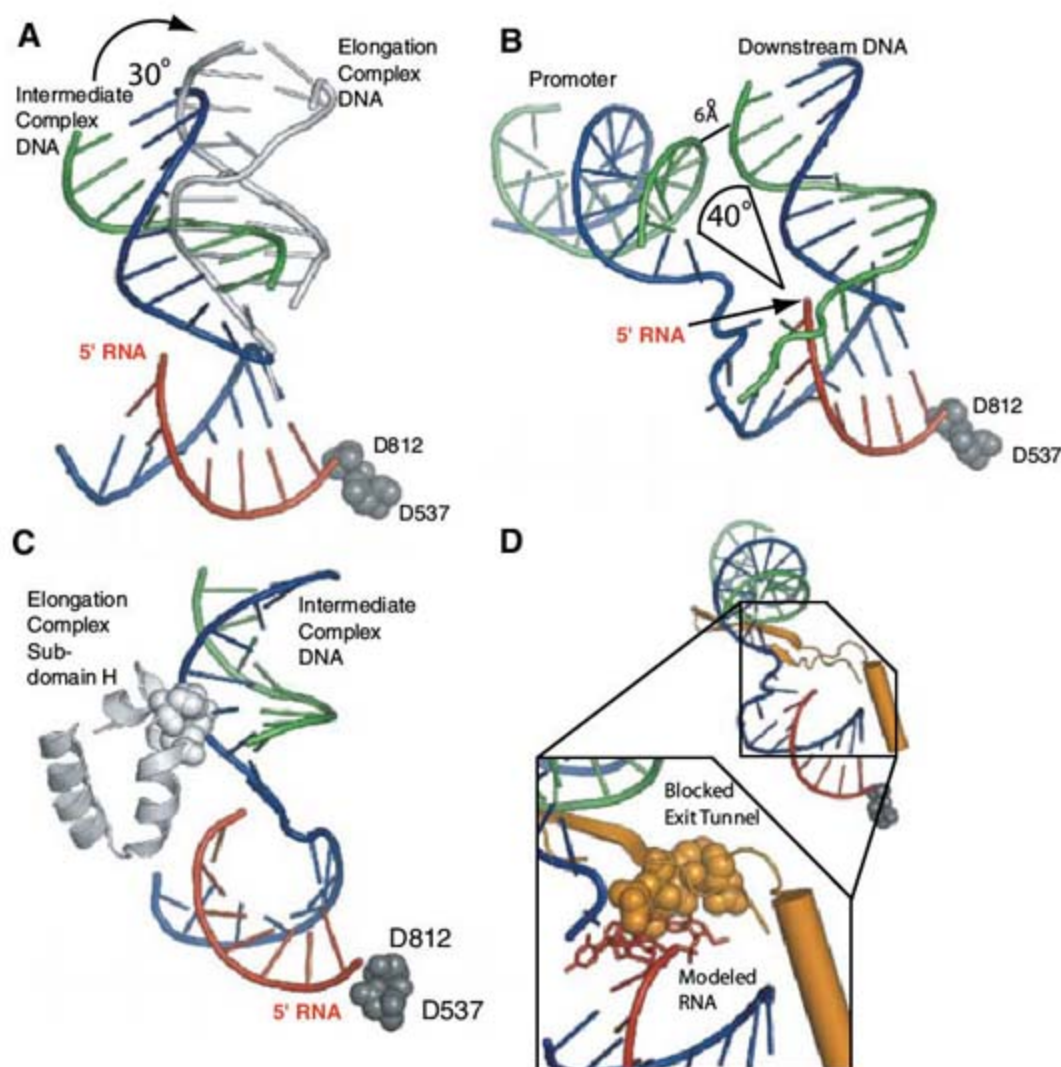 A
30°
Intermediate
Complex
DNA
Elongation
Complex
DNA
5' RNA
D812
D537
B
Promoter
Downstream DNA
6Å
40°
5' RNA
D812
D537
C
Elongation
Complex
Sub-
domain H
Intermediate
Complex
DNA
5' RNA
D812
D537
D
Blocked
Exit Tunnel
Modeled
RNA